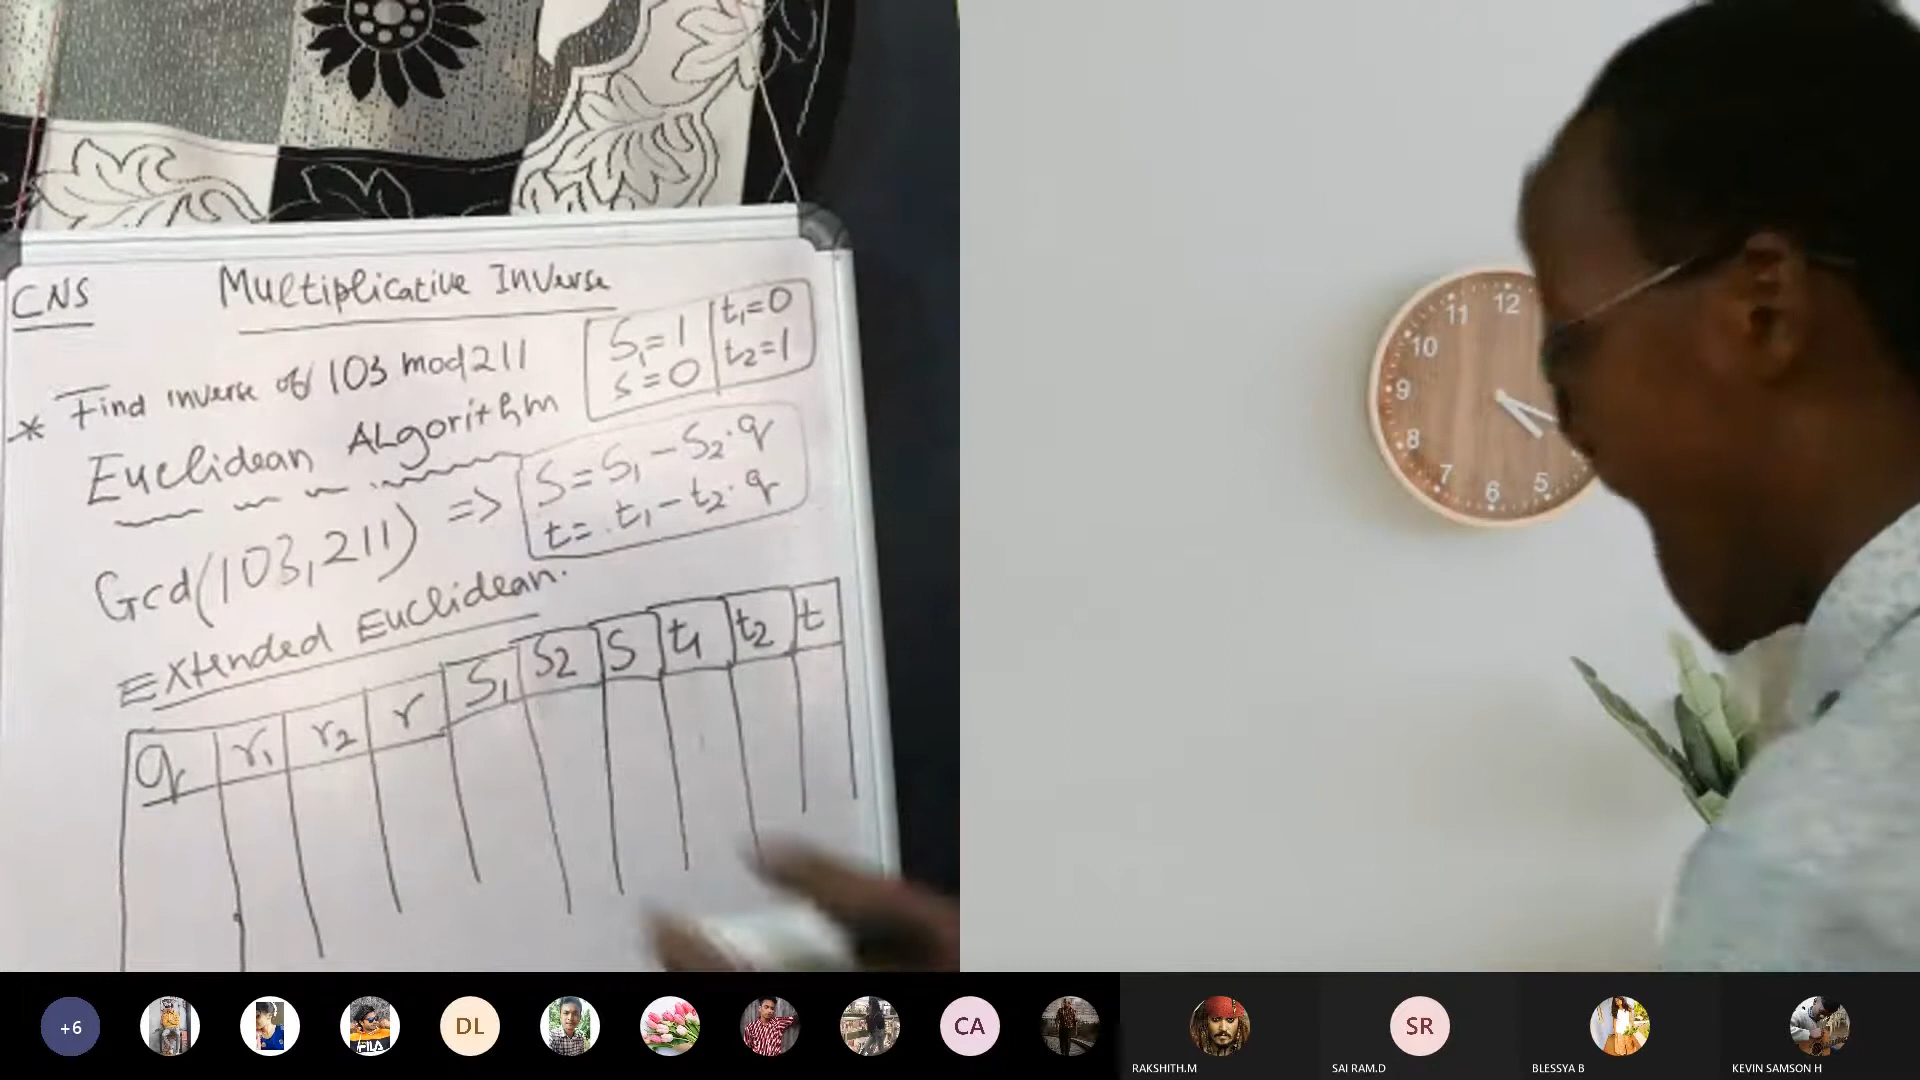 CNS
Multiplicative Inverse
* Find inverse of 103 mod 211
S₁=1 t₁=0
s=0 t₂=1
Euclidean Algorithm
Gcd(103,211) => S=S₁-S₂·q
t=.t₁-t₂·q
Extended Euclidean.
q r₁ r₂ r S₁ S₂ S t₁ t₂ t
11 12
10
9
8
7 6 5
+6
FILA
DL
CA
SR
RAKSHITH.M
SAI RAM.D
BLESSYA B
KEVIN SAMSON H